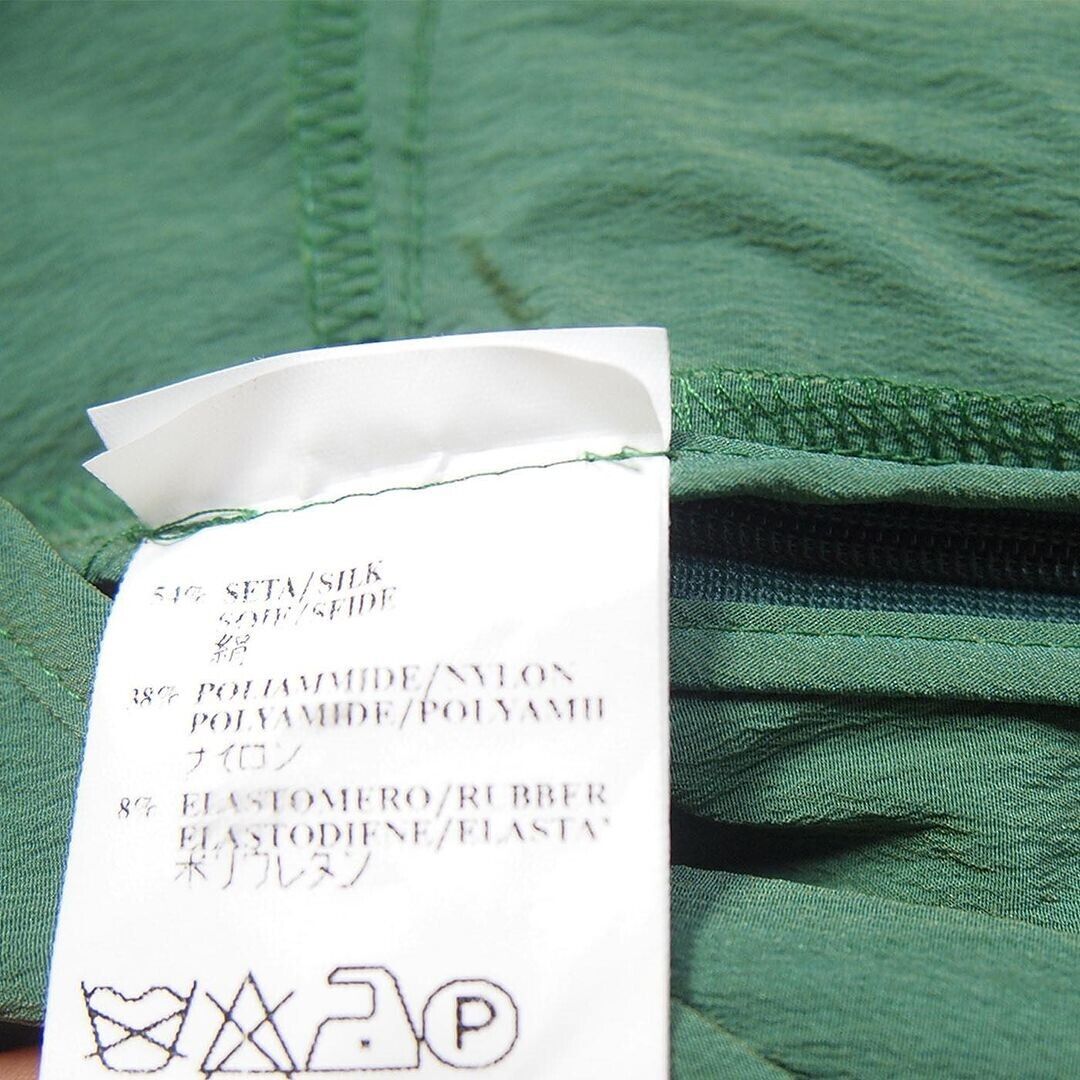 54% SETA/SILK
SOIE/SEIDE
絹
38% POLIAMMIDE/NYLON
POLYAMIDE/POLYAMII
ナイロン
8% ELASTOMERO/RUBBER
ELASTODIENE/ELASTA'
ポリウレタン
P